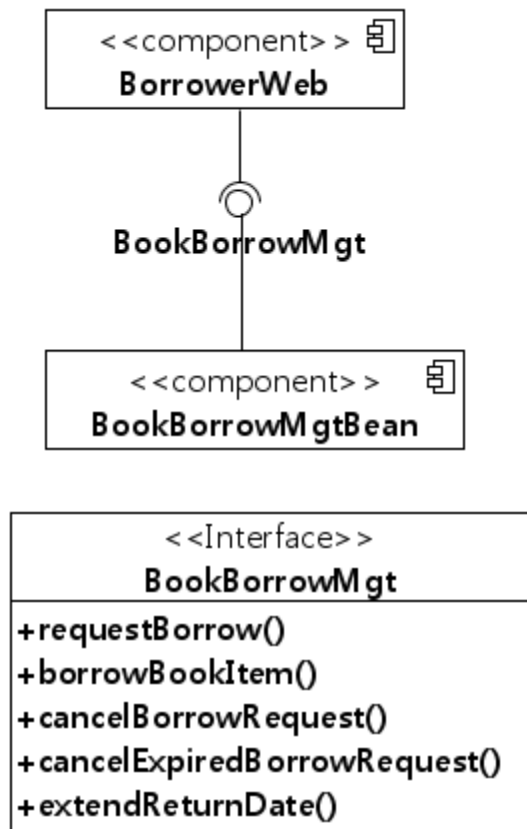 <<component>>
BorrowerWeb
BookBorrowMgt
<<component>>
BookBorrowMgtBean
<<Interface>>
BookBorrowMgt
+requestBorrow()
+borrowBookItem()
+cancelBorrowRequest()
+cancelExpiredBorrowRequest()
+extendReturnDate()